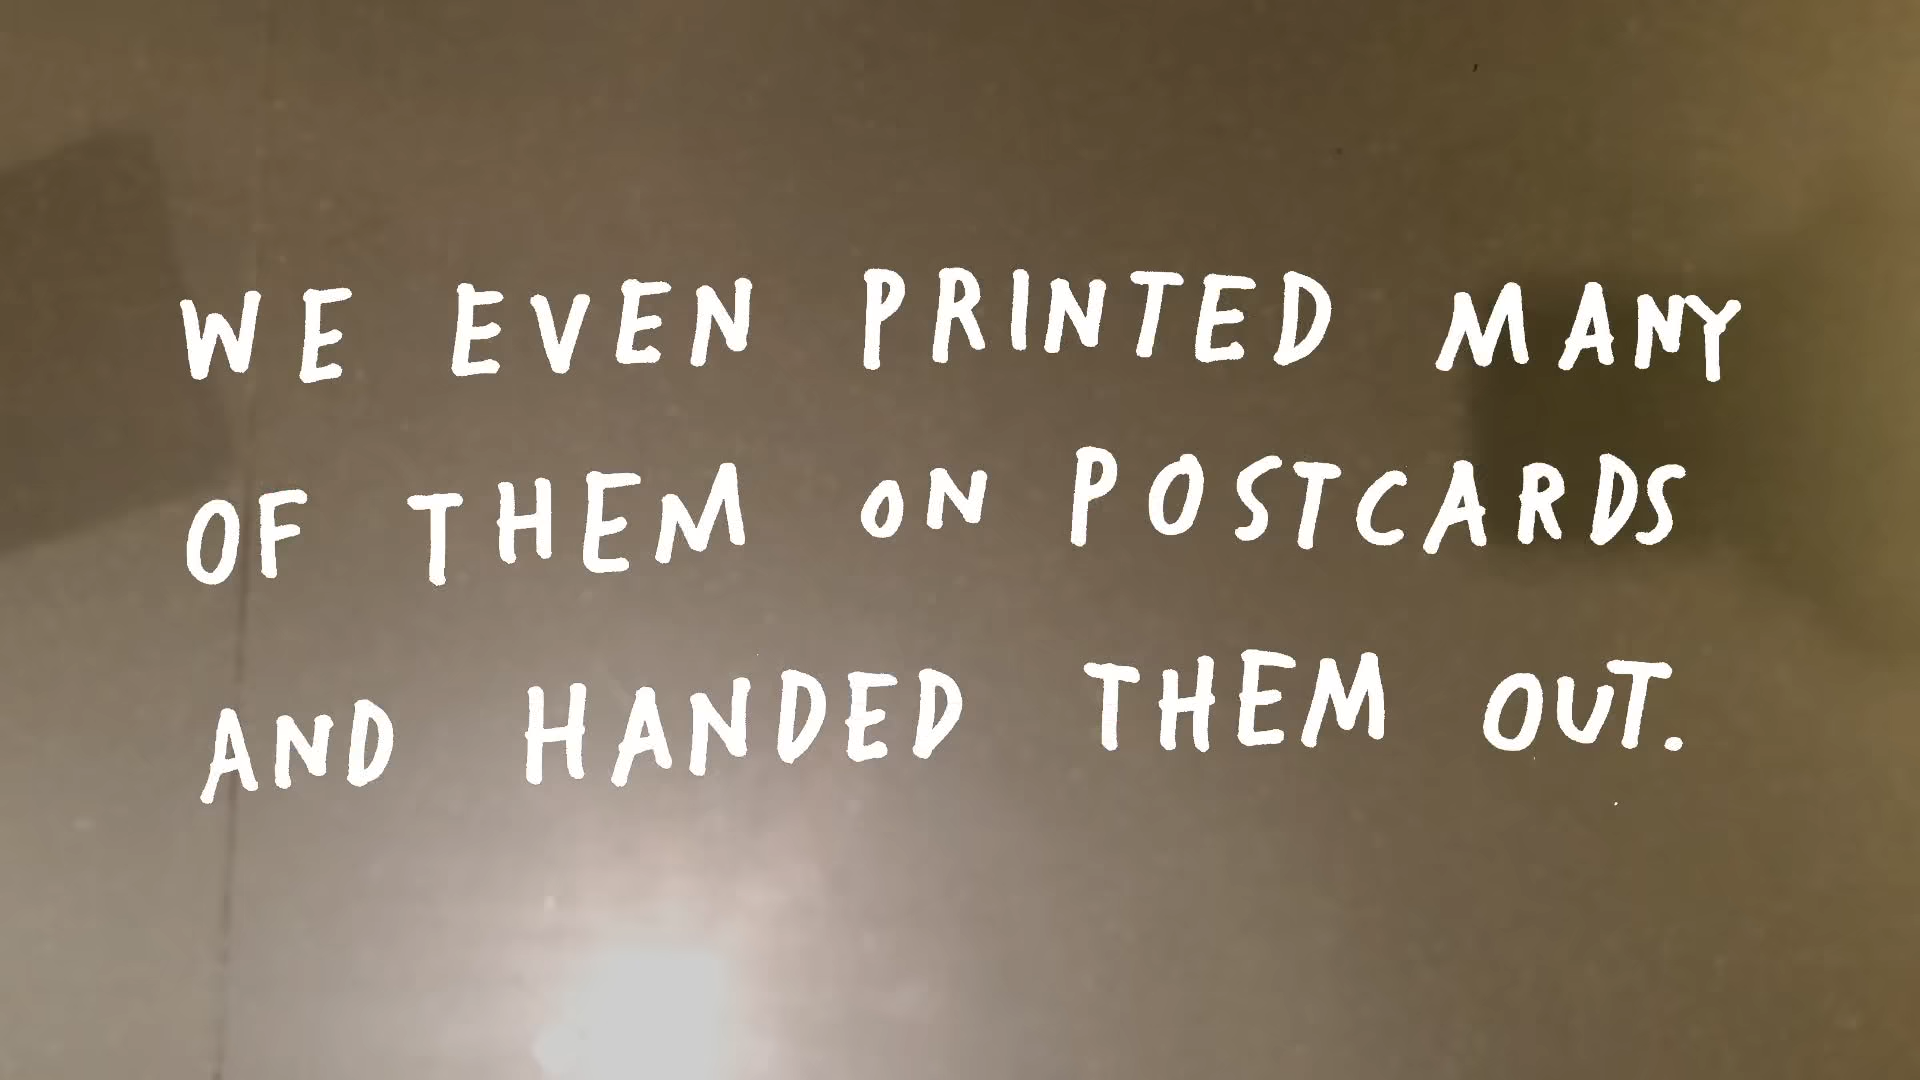 WE EVEN PRINTED MANY
OF THEM ON POSTCARDS
AND HANDED THEM OUT.